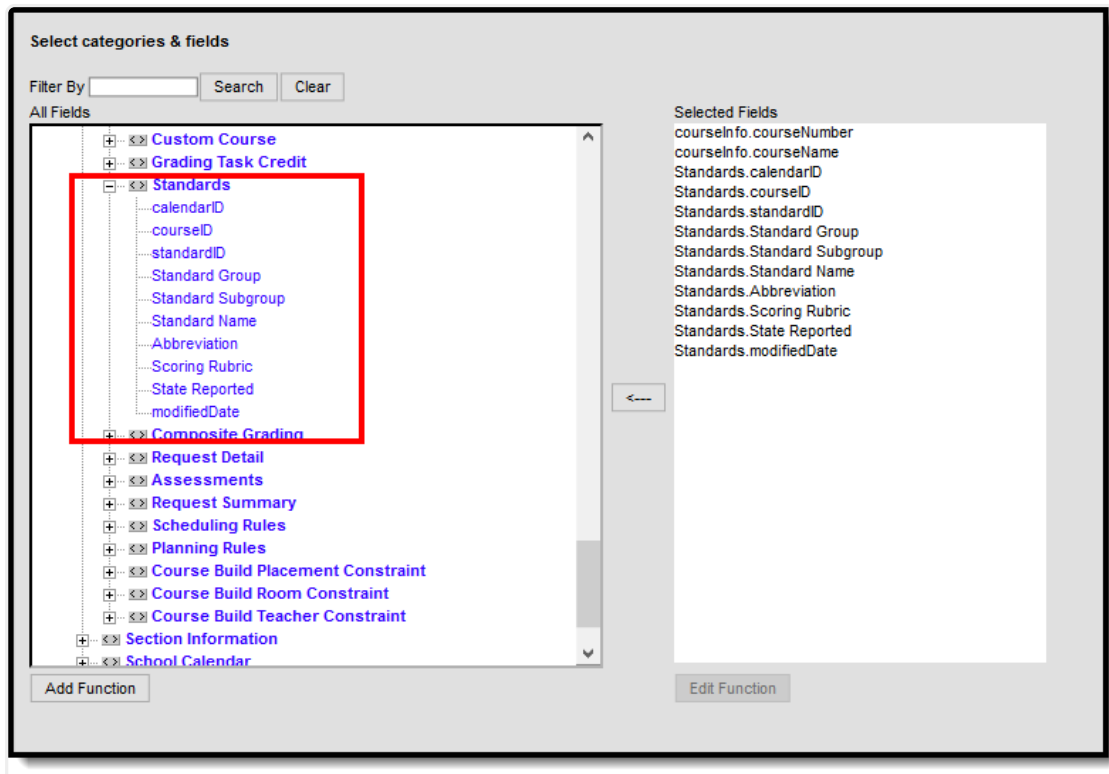 Select categories & fields
Filter By Search Clear
All Fields
Custom Course
Grading Task Credit
Standards
calendarID
courseID
standardID
Standard Group
Standard Subgroup
Standard Name
Abbreviation
Scoring Rubric
State Reported
modifiedDate
Composite Grading
Request Detail
Assessments
Request Summary
Scheduling Rules
Planning Rules
Course Build Placement Constraint
Course Build Room Constraint
Course Build Teacher Constraint
Section Information
School Calendar
Add Function
<---
Selected Fields
courseInfo.courseNumber
courseInfo.courseName
Standards.calendarID
Standards.courseID
Standards.standardID
Standards.Standard Group
Standards.Standard Subgroup
Standards.Standard Name
Standards.Abbreviation
Standards.Scoring Rubric
Standards.State Reported
Standards.modifiedDate
Edit Function